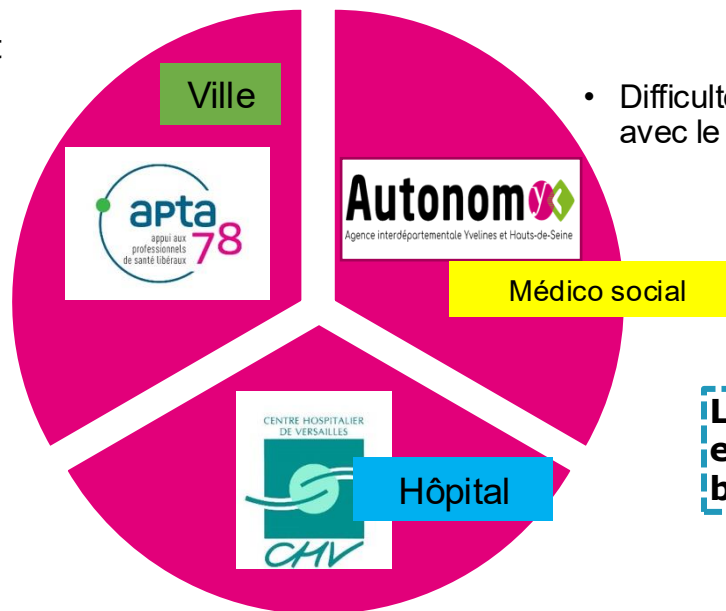 Ville
• Difficult
avec le
apta
78
appui aux
professionnels
de santé libéraux
Autonomy
Agence interdépartementale Yvelines et Hauts-de-Seine
Médico social
CENTRE HOSPITALIER
DE VERSAILLES
CHV
Hôpital
L
e
b